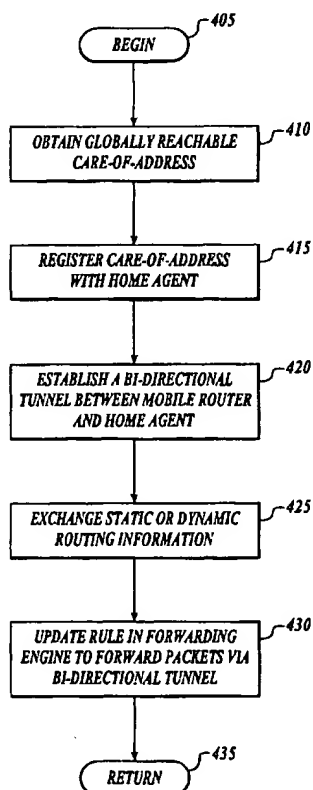 405
BEGIN
410
OBTAIN GLOBALLY REACHABLE
CARE-OF-ADDRESS
415
REGISTER CARE-OF-ADDRESS
WITH HOME AGENT
420
ESTABLISH A BI-DIRECTIONAL
TUNNEL BETWEEN MOBILE ROUTER
AND HOME AGENT
425
EXCHANGE STATIC OR DYNAMIC
ROUTING INFORMATION
430
UPDATE RULE IN FORWARDING
ENGINE TO FORWARD PACKETS VIA
BI-DIRECTIONAL TUNNEL
435
RETURN